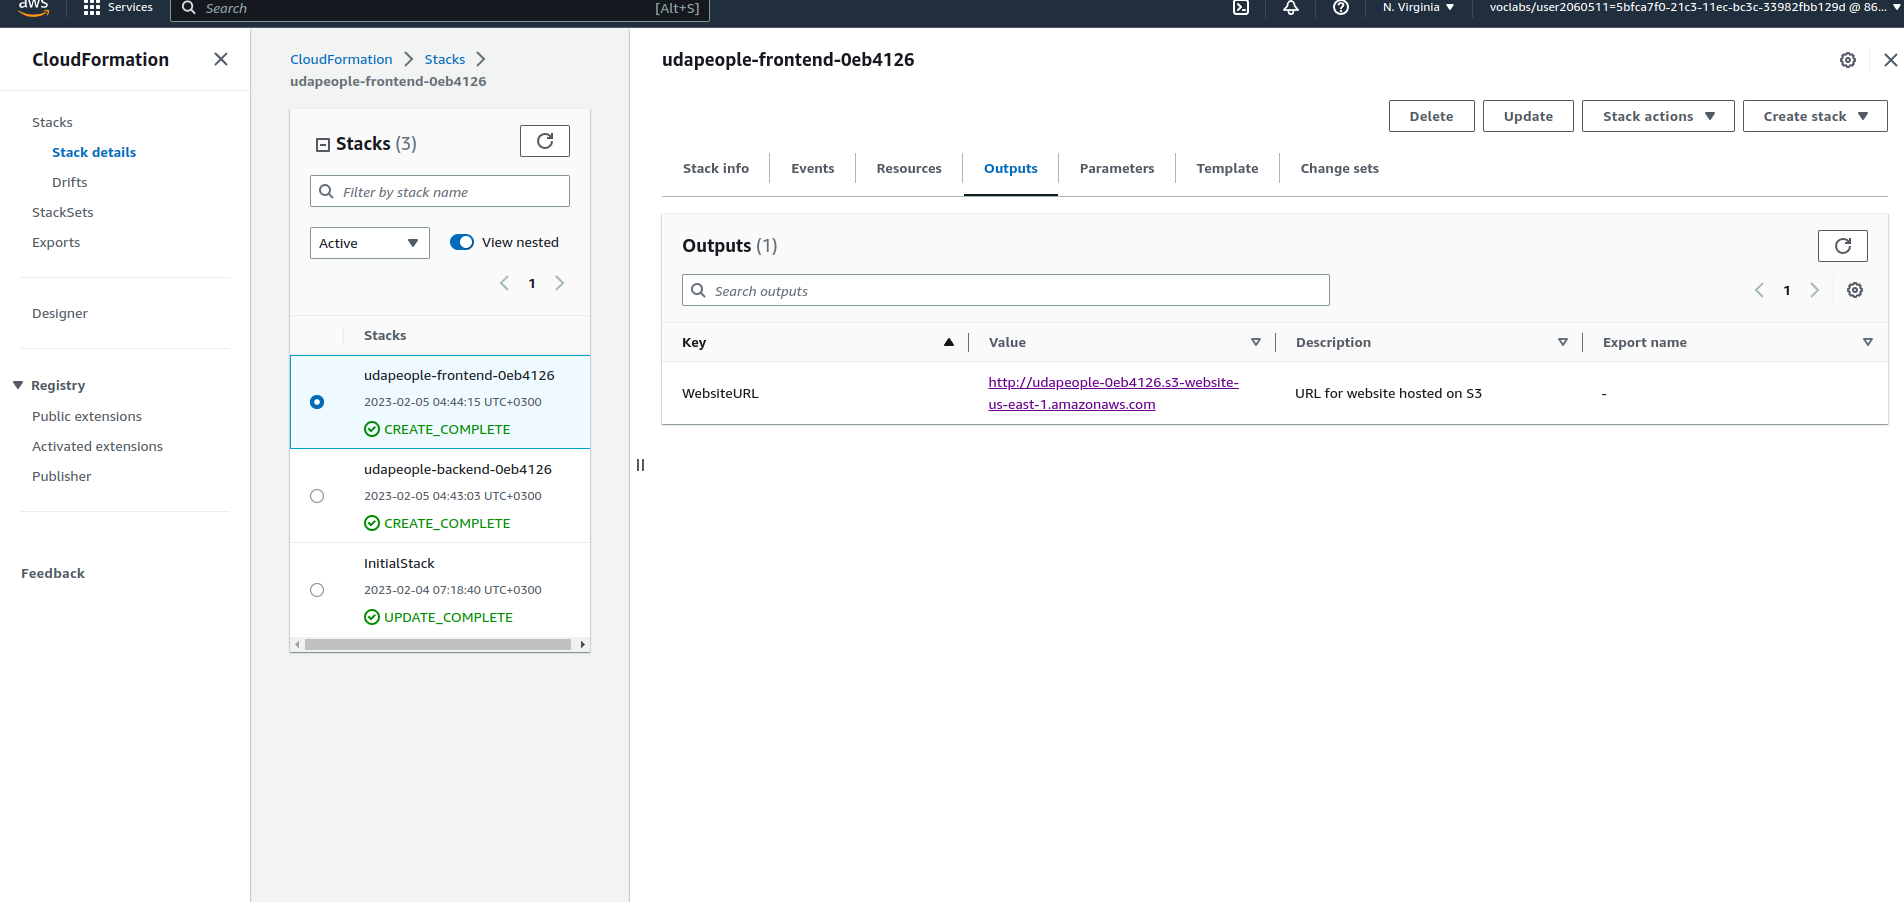 aws
Services
Search
[Alt+S]
N. Virginia
voclabs/user2060511=5bfca7f0-21c3-11ec-bc3c-33982fbb129d @ 86...
CloudFormation
Stacks
Stack details
Drifts
StackSets
Exports
Designer
Registry
Public extensions
Activated extensions
Publisher
Feedback
CloudFormation
Stacks
udapeople-frontend-0eb4126
Stacks (3)
Filter by stack name
Active
View nested
1
Stacks
udapeople-frontend-0eb4126
2023-02-05 04:44:15 UTC+0300
CREATE_COMPLETE
udapeople-backend-0eb4126
2023-02-05 04:43:03 UTC+0300
CREATE_COMPLETE
InitialStack
2023-02-04 07:18:40 UTC+0300
UPDATE_COMPLETE
udapeople-frontend-0eb4126
Delete
Update
Stack actions
Create stack
Stack info
Events
Resources
Outputs
Parameters
Template
Change sets
Outputs (1)
Search outputs
1
Key
Value
Description
Export name
WebsiteURL
http://udapeople-0eb4126.s3-website-
us-east-1.amazonaws.com
URL for website hosted on S3
-